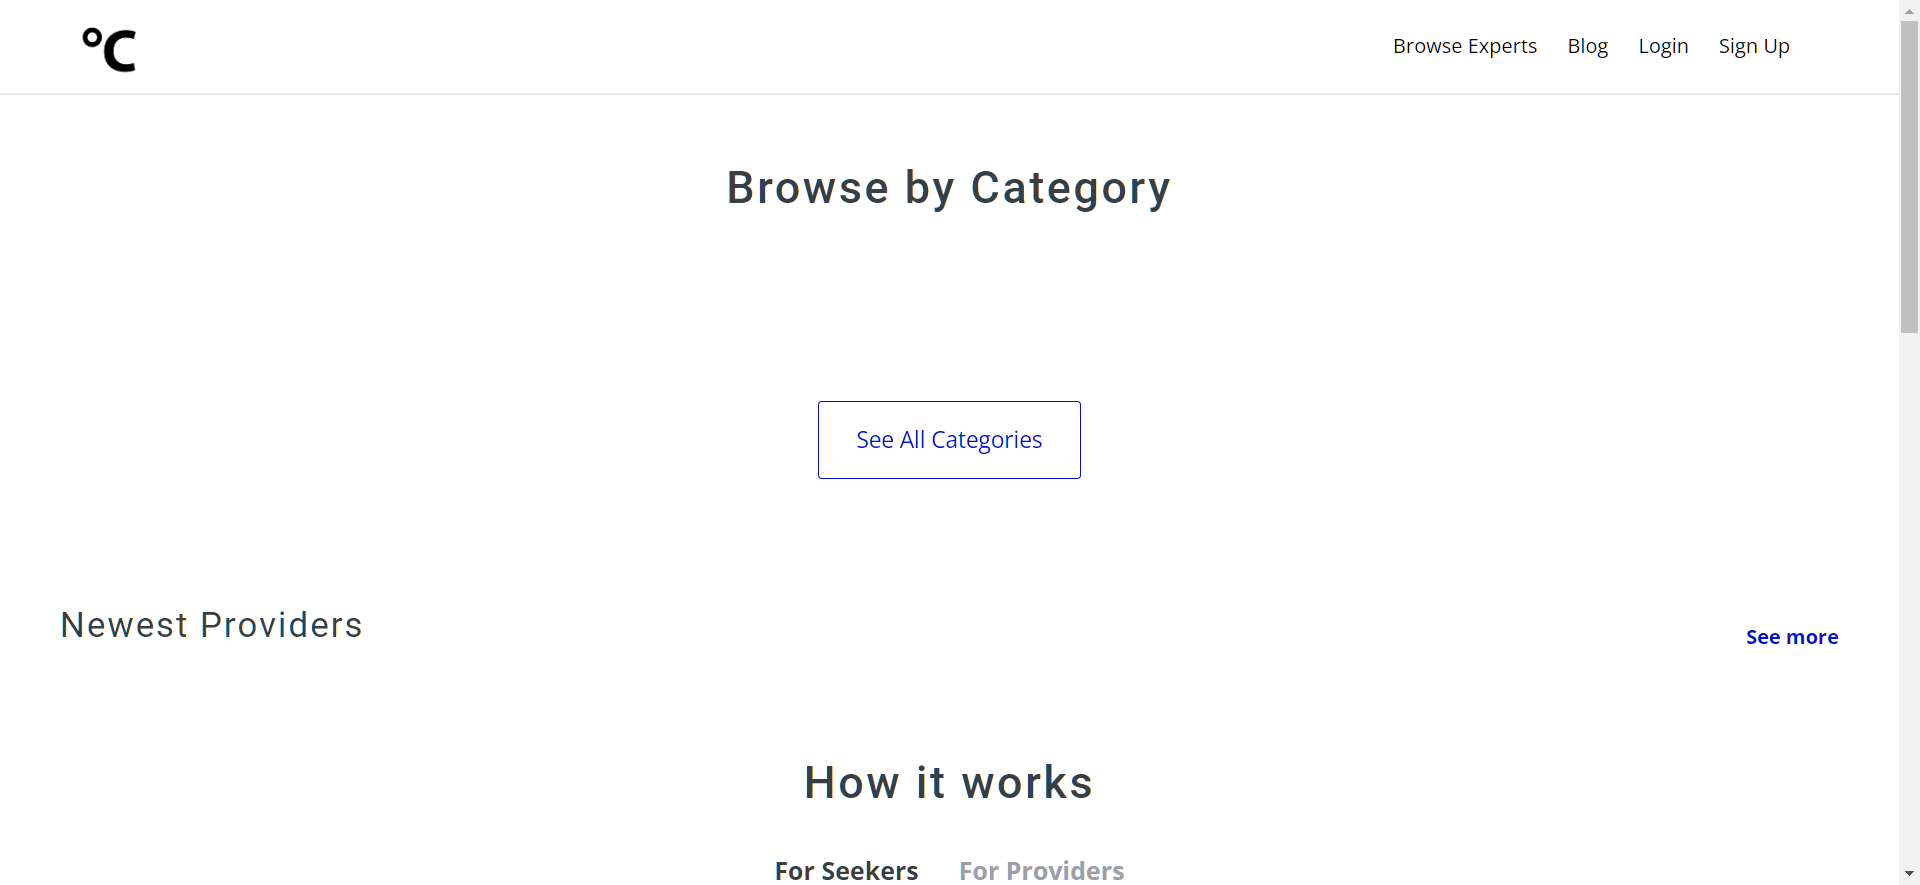 °C
Browse Experts Blog Login Sign Up
Browse by Category
See All Categories
Newest Providers
See more
How it works
For Seekers For Providers